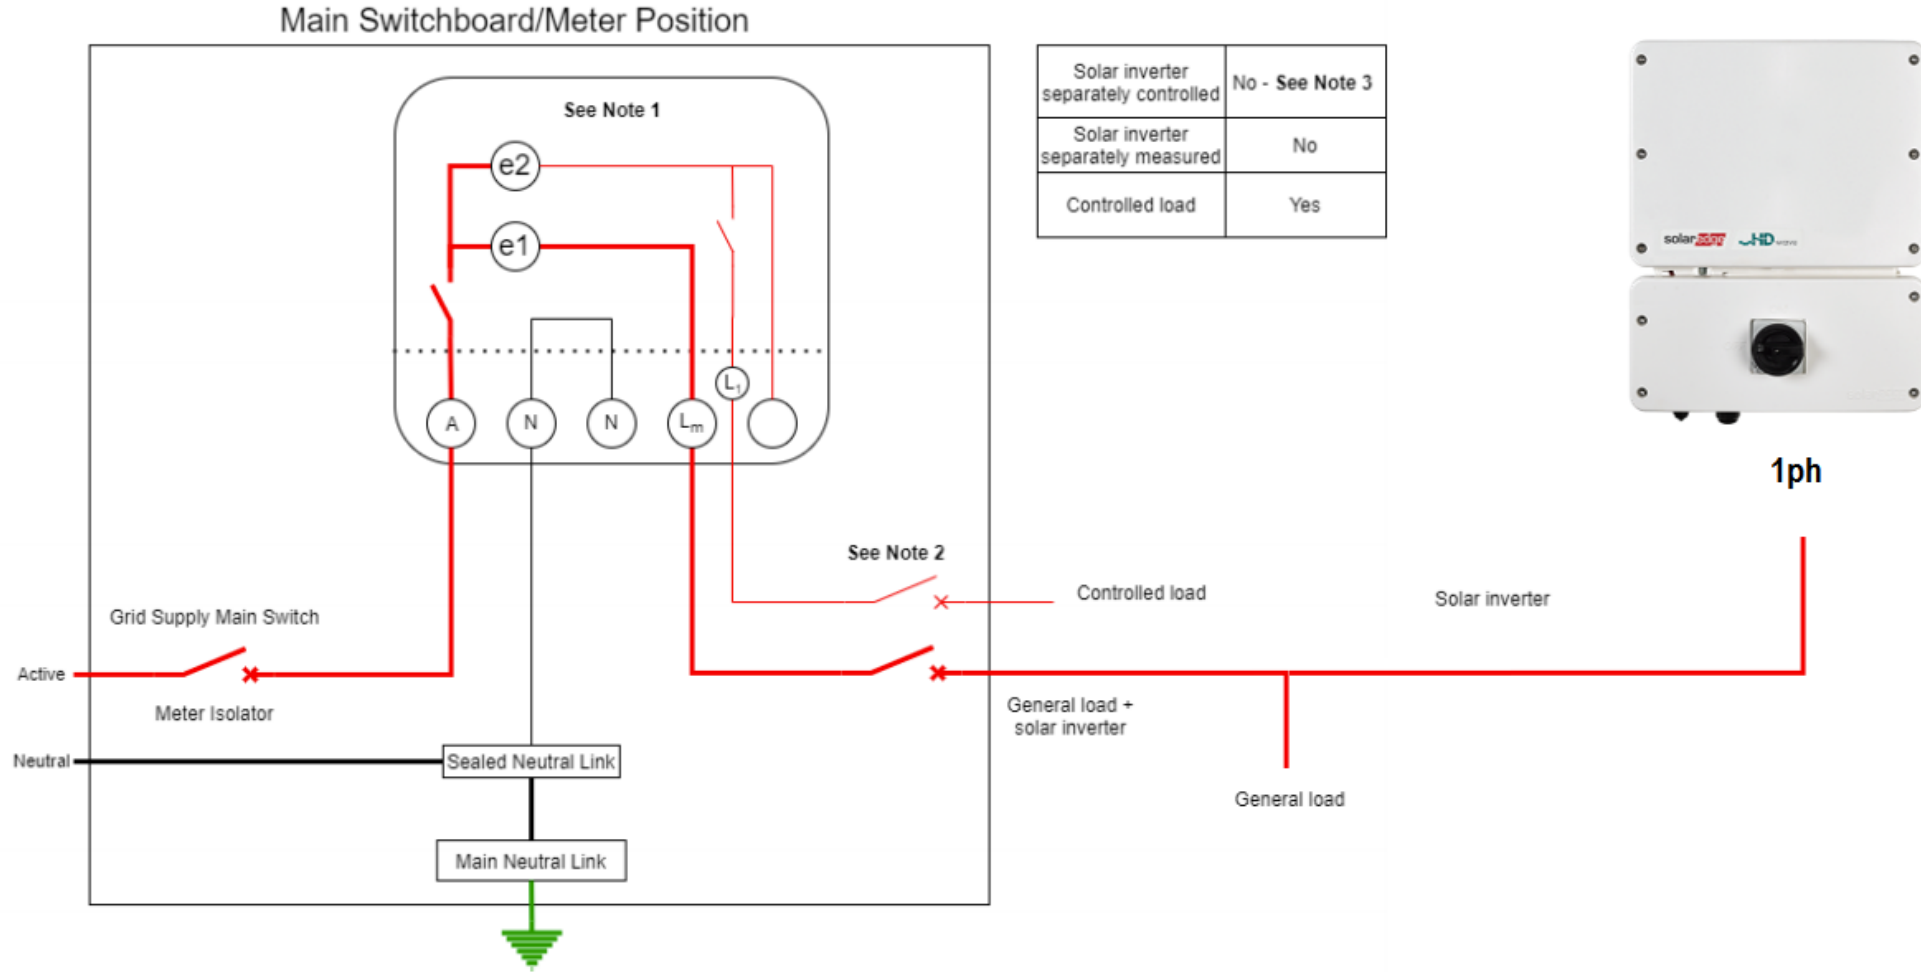 Main Switchboard/Meter Position
See Note 1
e2
e1
L1
A
N
N
Lm
Solar inverter
separately controlled
No - See Note 3
Solar inverter
separately measured
No
Controlled load
Yes
solaredge
HD wave
1ph
See Note 2
Controlled load
Solar inverter
Grid Supply Main Switch
Active
Meter Isolator
General load +
solar inverter
Neutral
Sealed Neutral Link
General load
Main Neutral Link